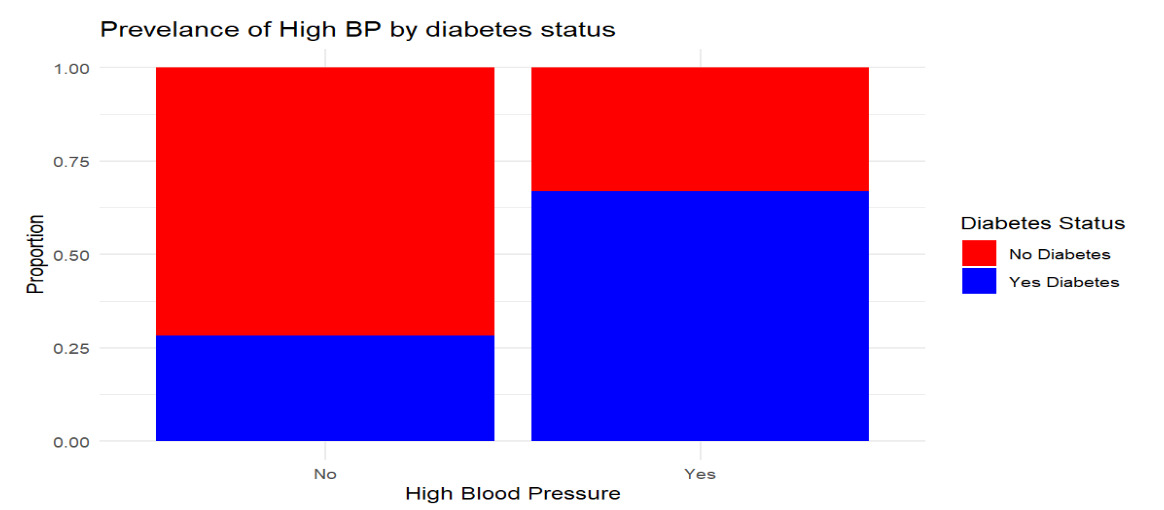 Prevelance of High BP by diabetes status
1.00
0.75
0.50
0.25
0.00
Proportion
No
Yes
High Blood Pressure
Diabetes Status
No Diabetes
Yes Diabetes